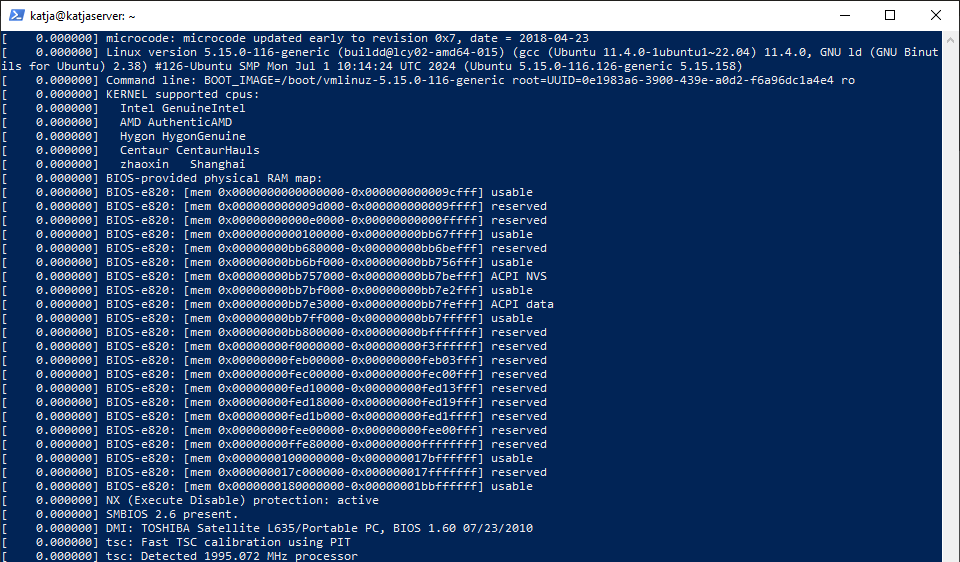 katja@katjaserver: ~
[    0.000000] microcode: microcode updated early to revision 0x7, date = 2018-04-23
[    0.000000] Linux version 5.15.0-116-generic (buildd@lcy02-amd64-015) (gcc (Ubuntu 11.4.0-1ubuntu1~22.04) 11.4.0, GNU ld (GNU Binut
ils for Ubuntu) 2.38) #126-Ubuntu SMP Mon Jul 1 10:14:24 UTC 2024 (Ubuntu 5.15.0-116.126-generic 5.15.158)
[    0.000000] Command line: BOOT_IMAGE=/boot/vmlinuz-5.15.0-116-generic root=UUID=0e1983a6-3900-439e-a0d2-f6a96dc1a4e4 ro
[    0.000000] KERNEL supported cpus:
[    0.000000]   Intel GenuineIntel
[    0.000000]   AMD AuthenticAMD
[    0.000000]   Hygon HygonGenuine
[    0.000000]   Centaur CentaurHauls
[    0.000000]   zhaoxin   Shanghai
[    0.000000] BIOS-provided physical RAM map:
[    0.000000] BIOS-e820: [mem 0x0000000000000000-0x000000000009cfff] usable
[    0.000000] BIOS-e820: [mem 0x000000000009d000-0x000000000009ffff] reserved
[    0.000000] BIOS-e820: [mem 0x00000000000e0000-0x00000000000fffff] reserved
[    0.000000] BIOS-e820: [mem 0x0000000000100000-0x00000000bb67ffff] usable
[    0.000000] BIOS-e820: [mem 0x00000000bb680000-0x00000000bb6befff] reserved
[    0.000000] BIOS-e820: [mem 0x00000000bb6bf000-0x00000000bb756fff] usable
[    0.000000] BIOS-e820: [mem 0x00000000bb757000-0x00000000bb7befff] ACPI NVS
[    0.000000] BIOS-e820: [mem 0x00000000bb7bf000-0x00000000bb7e2fff] usable
[    0.000000] BIOS-e820: [mem 0x00000000bb7e3000-0x00000000bb7fefff] ACPI data
[    0.000000] BIOS-e820: [mem 0x00000000bb7ff000-0x00000000bb7fffff] usable
[    0.000000] BIOS-e820: [mem 0x00000000bb800000-0x00000000bfffffff] reserved
[    0.000000] BIOS-e820: [mem 0x00000000f0000000-0x00000000f3ffffff] reserved
[    0.000000] BIOS-e820: [mem 0x00000000feb00000-0x00000000feb03fff] reserved
[    0.000000] BIOS-e820: [mem 0x00000000fec00000-0x00000000fec00fff] reserved
[    0.000000] BIOS-e820: [mem 0x00000000fed10000-0x00000000fed13fff] reserved
[    0.000000] BIOS-e820: [mem 0x00000000fed18000-0x00000000fed19fff] reserved
[    0.000000] BIOS-e820: [mem 0x00000000fed1b000-0x00000000fed1ffff] reserved
[    0.000000] BIOS-e820: [mem 0x00000000fee00000-0x00000000fee00fff] reserved
[    0.000000] BIOS-e820: [mem 0x00000000ffe80000-0x00000000ffffffff] reserved
[    0.000000] BIOS-e820: [mem 0x0000000100000000-0x000000017bffffff] usable
[    0.000000] BIOS-e820: [mem 0x000000017c000000-0x000000017fffffff] reserved
[    0.000000] BIOS-e820: [mem 0x0000000180000000-0x00000001bbffffff] usable
[    0.000000] NX (Execute Disable) protection: active
[    0.000000] SMBIOS 2.6 present.
[    0.000000] DMI: TOSHIBA Satellite L635/Portable PC, BIOS 1.60 07/23/2010
[    0.000000] tsc: Fast TSC calibration using PIT
[    0.000000] tsc: Detected 1995.072 MHz processor